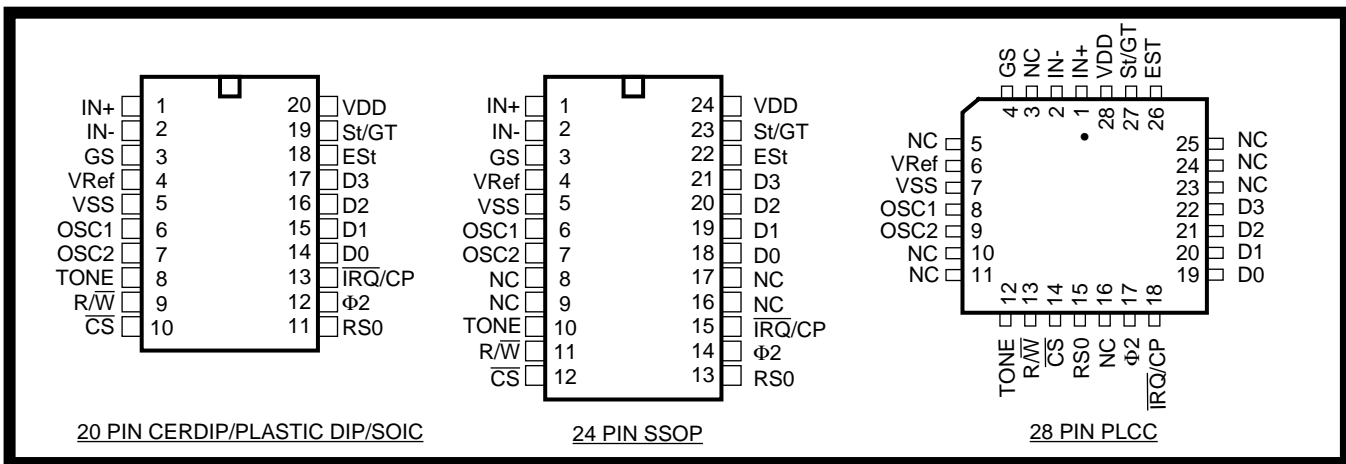 IN+ 1 20 VDD
IN- 2 19 St/GT
GS 3 18 ESt
VRef 4 17 D3
VSS 5 16 D2
OSC1 6 15 D1
OSC2 7 14 D0
TONE 8 13 I̅R̅Q̅/CP
R/W̅ 9 12 Φ2
C̅S̅ 10 11 RS0
20 PIN CERDIP/PLASTIC DIP/SOIC
IN+ 1 24 VDD
IN- 2 23 St/GT
GS 3 22 ESt
VRef 4 21 D3
VSS 5 20 D2
OSC1 6 19 D1
OSC2 7 18 D0
NC 8 17 NC
NC 9 16 NC
TONE 10 15 I̅R̅Q̅/CP
R/W̅ 11 14 Φ2
C̅S̅ 12 13 RS0
24 PIN SSOP
GS NC IN- IN+ VDD St/GT EST
4 3 2 1 28 27 26
NC 5 25 NC
VRef 6 24 NC
VSS 7 23 NC
OSC1 8 22 D3
OSC2 9 21 D2
NC 10 20 D1
NC 11 19 D0
12 13 14 15 16 17 18
TONE R/W̅ C̅S̅ RS0 NC Φ2 I̅R̅Q̅/CP
28 PIN PLCC